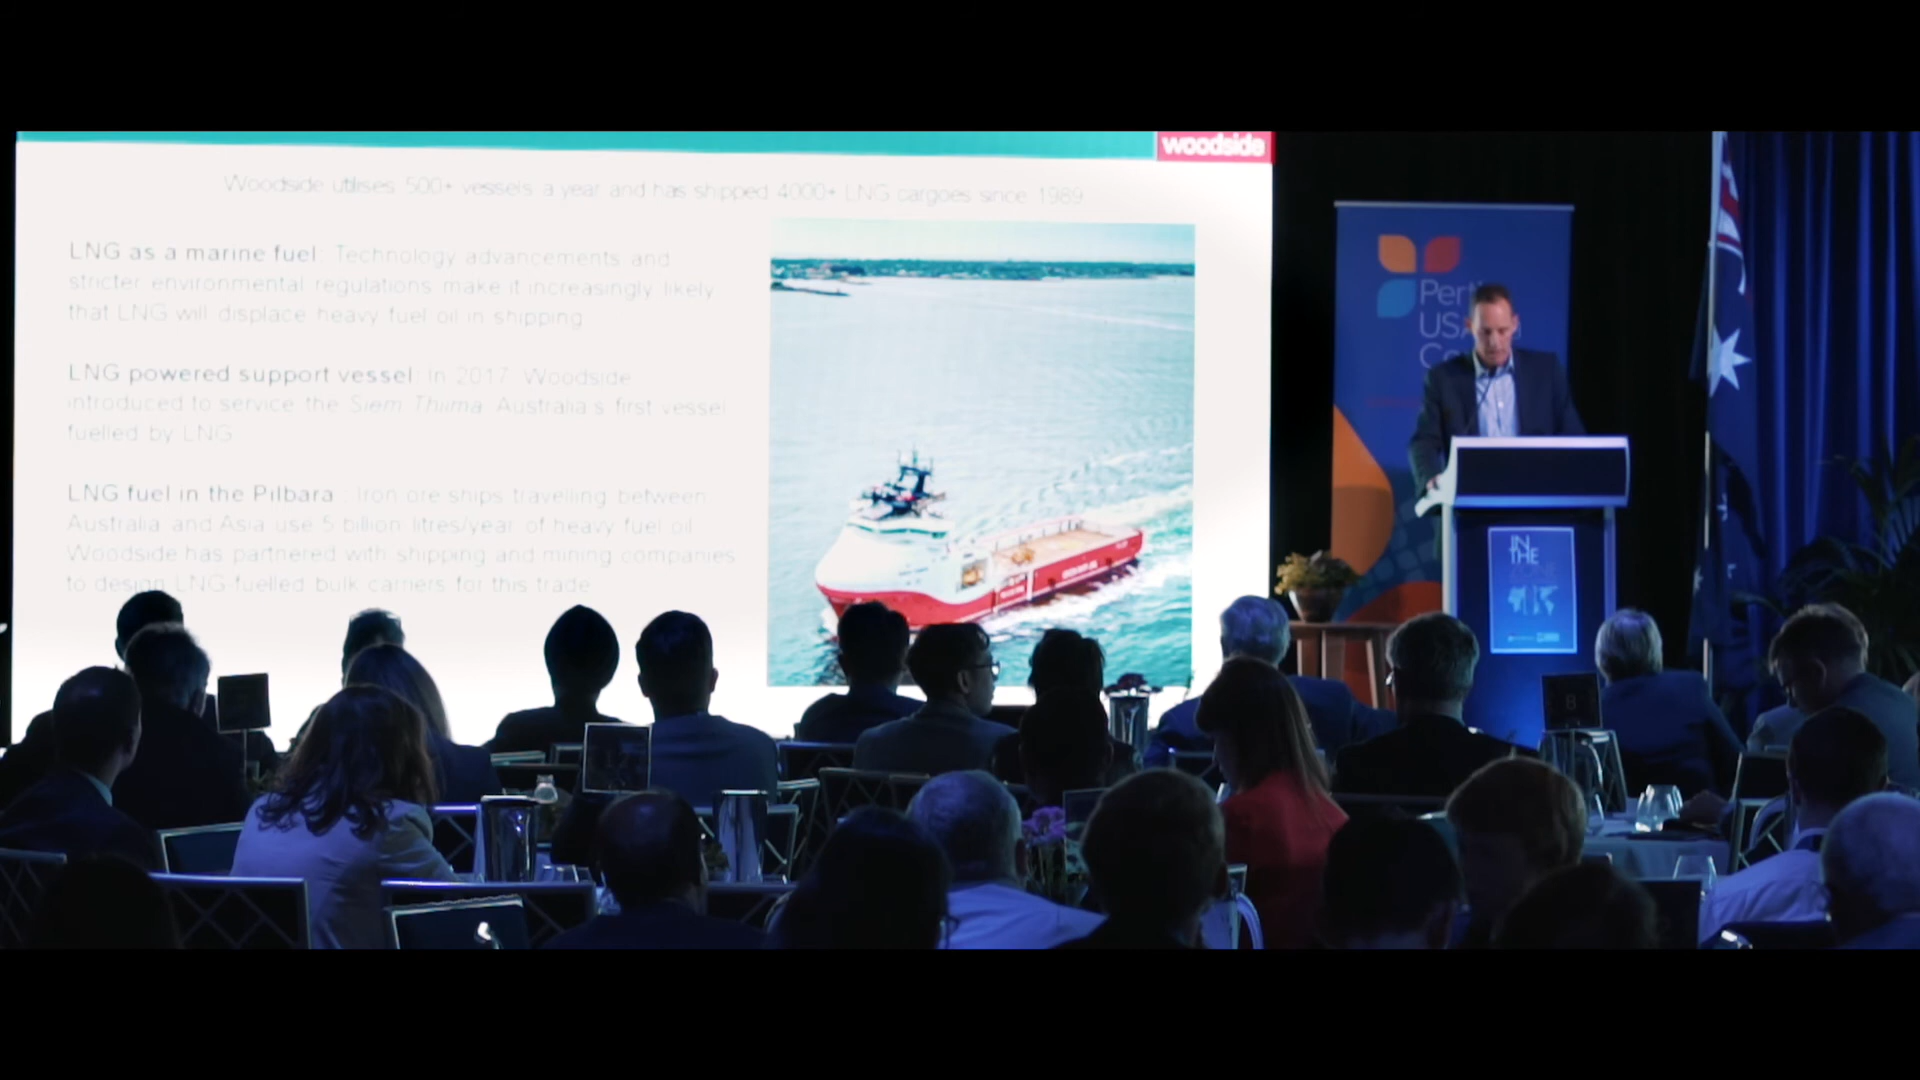 woodside
Woodside utilises 500+ vessels a year and has shipped 4000+ LNG cargoes since 1989
LNG as a marine fuel: Technology advancements and
stricter environmental regulations make it increasingly likely
that LNG will displace heavy fuel oil in shipping
LNG powered support vessel: In 2017, Woodside
introduced to service the Siem Thiima, Australia's first vessel
fuelled by LNG
LNG fuel in the Pilbara : Iron ore ships travelling between
Australia and Asia use 5 billion litres/year of heavy fuel oil.
Woodside has partnered with shipping and mining companies
to design LNG-fuelled bulk carriers for this trade
Pert
USA
Ce
IN
THE
ZONE
8